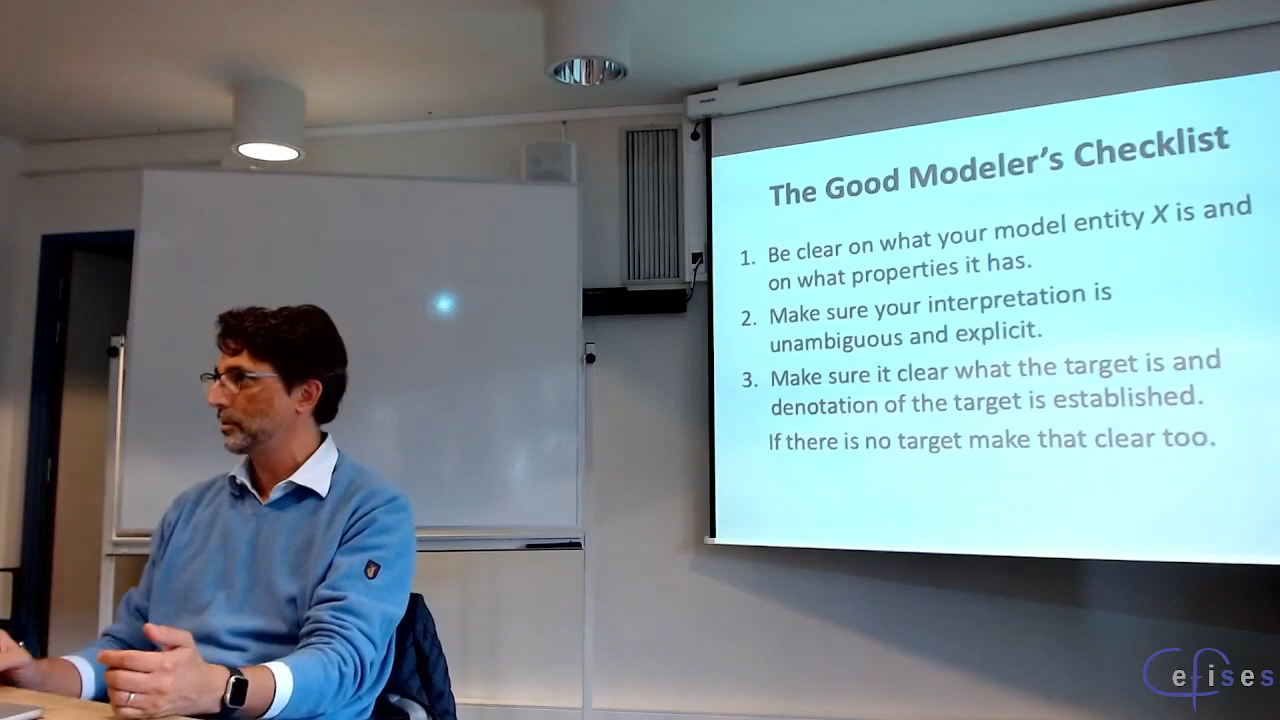 The Good Modeler's Checklist
1. Be clear on what your model entity X is and
on what properties it has.
2. Make sure your interpretation is
unambiguous and explicit.
3. Make sure it clear what the target is and
denotation of the target is established.
If there is no target make that clear too.
Cefises